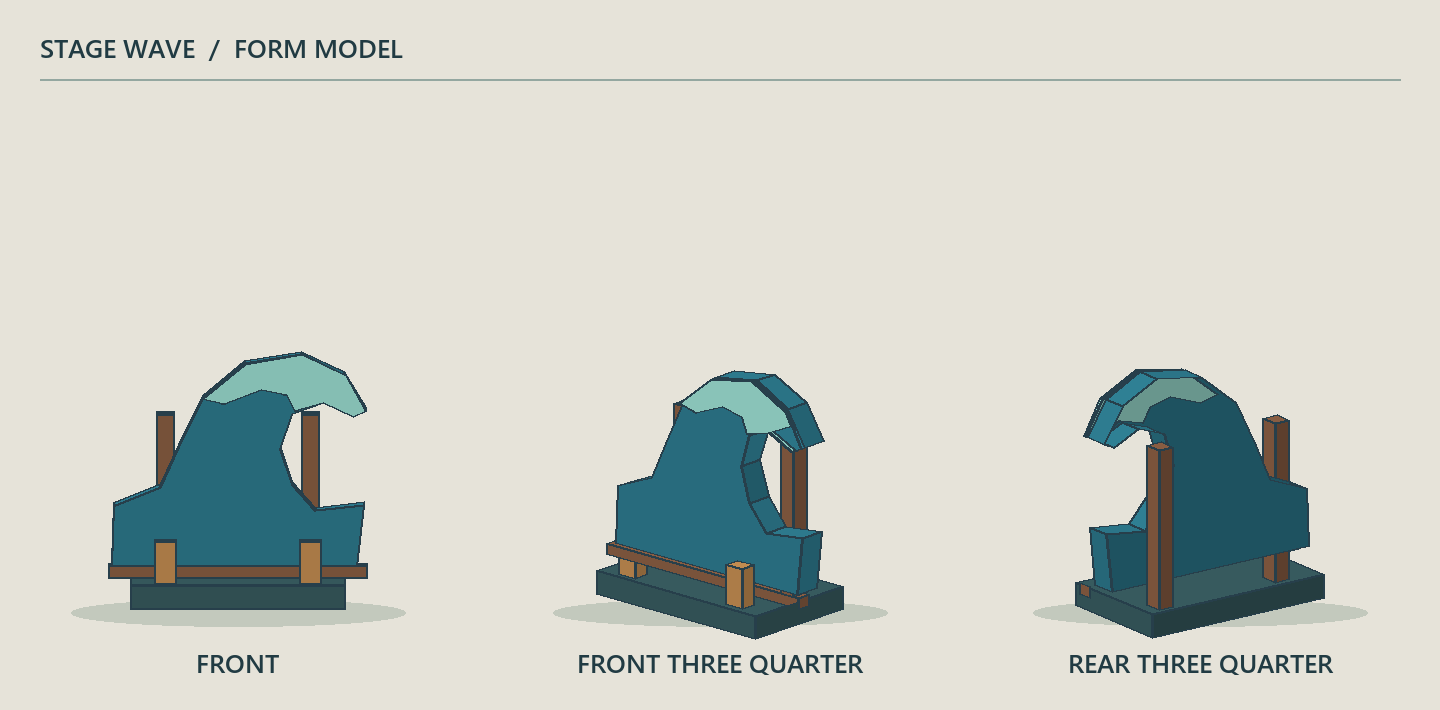 STAGE WAVE / FORM MODEL
FRONT
FRONT THREE QUARTER
REAR THREE QUARTER